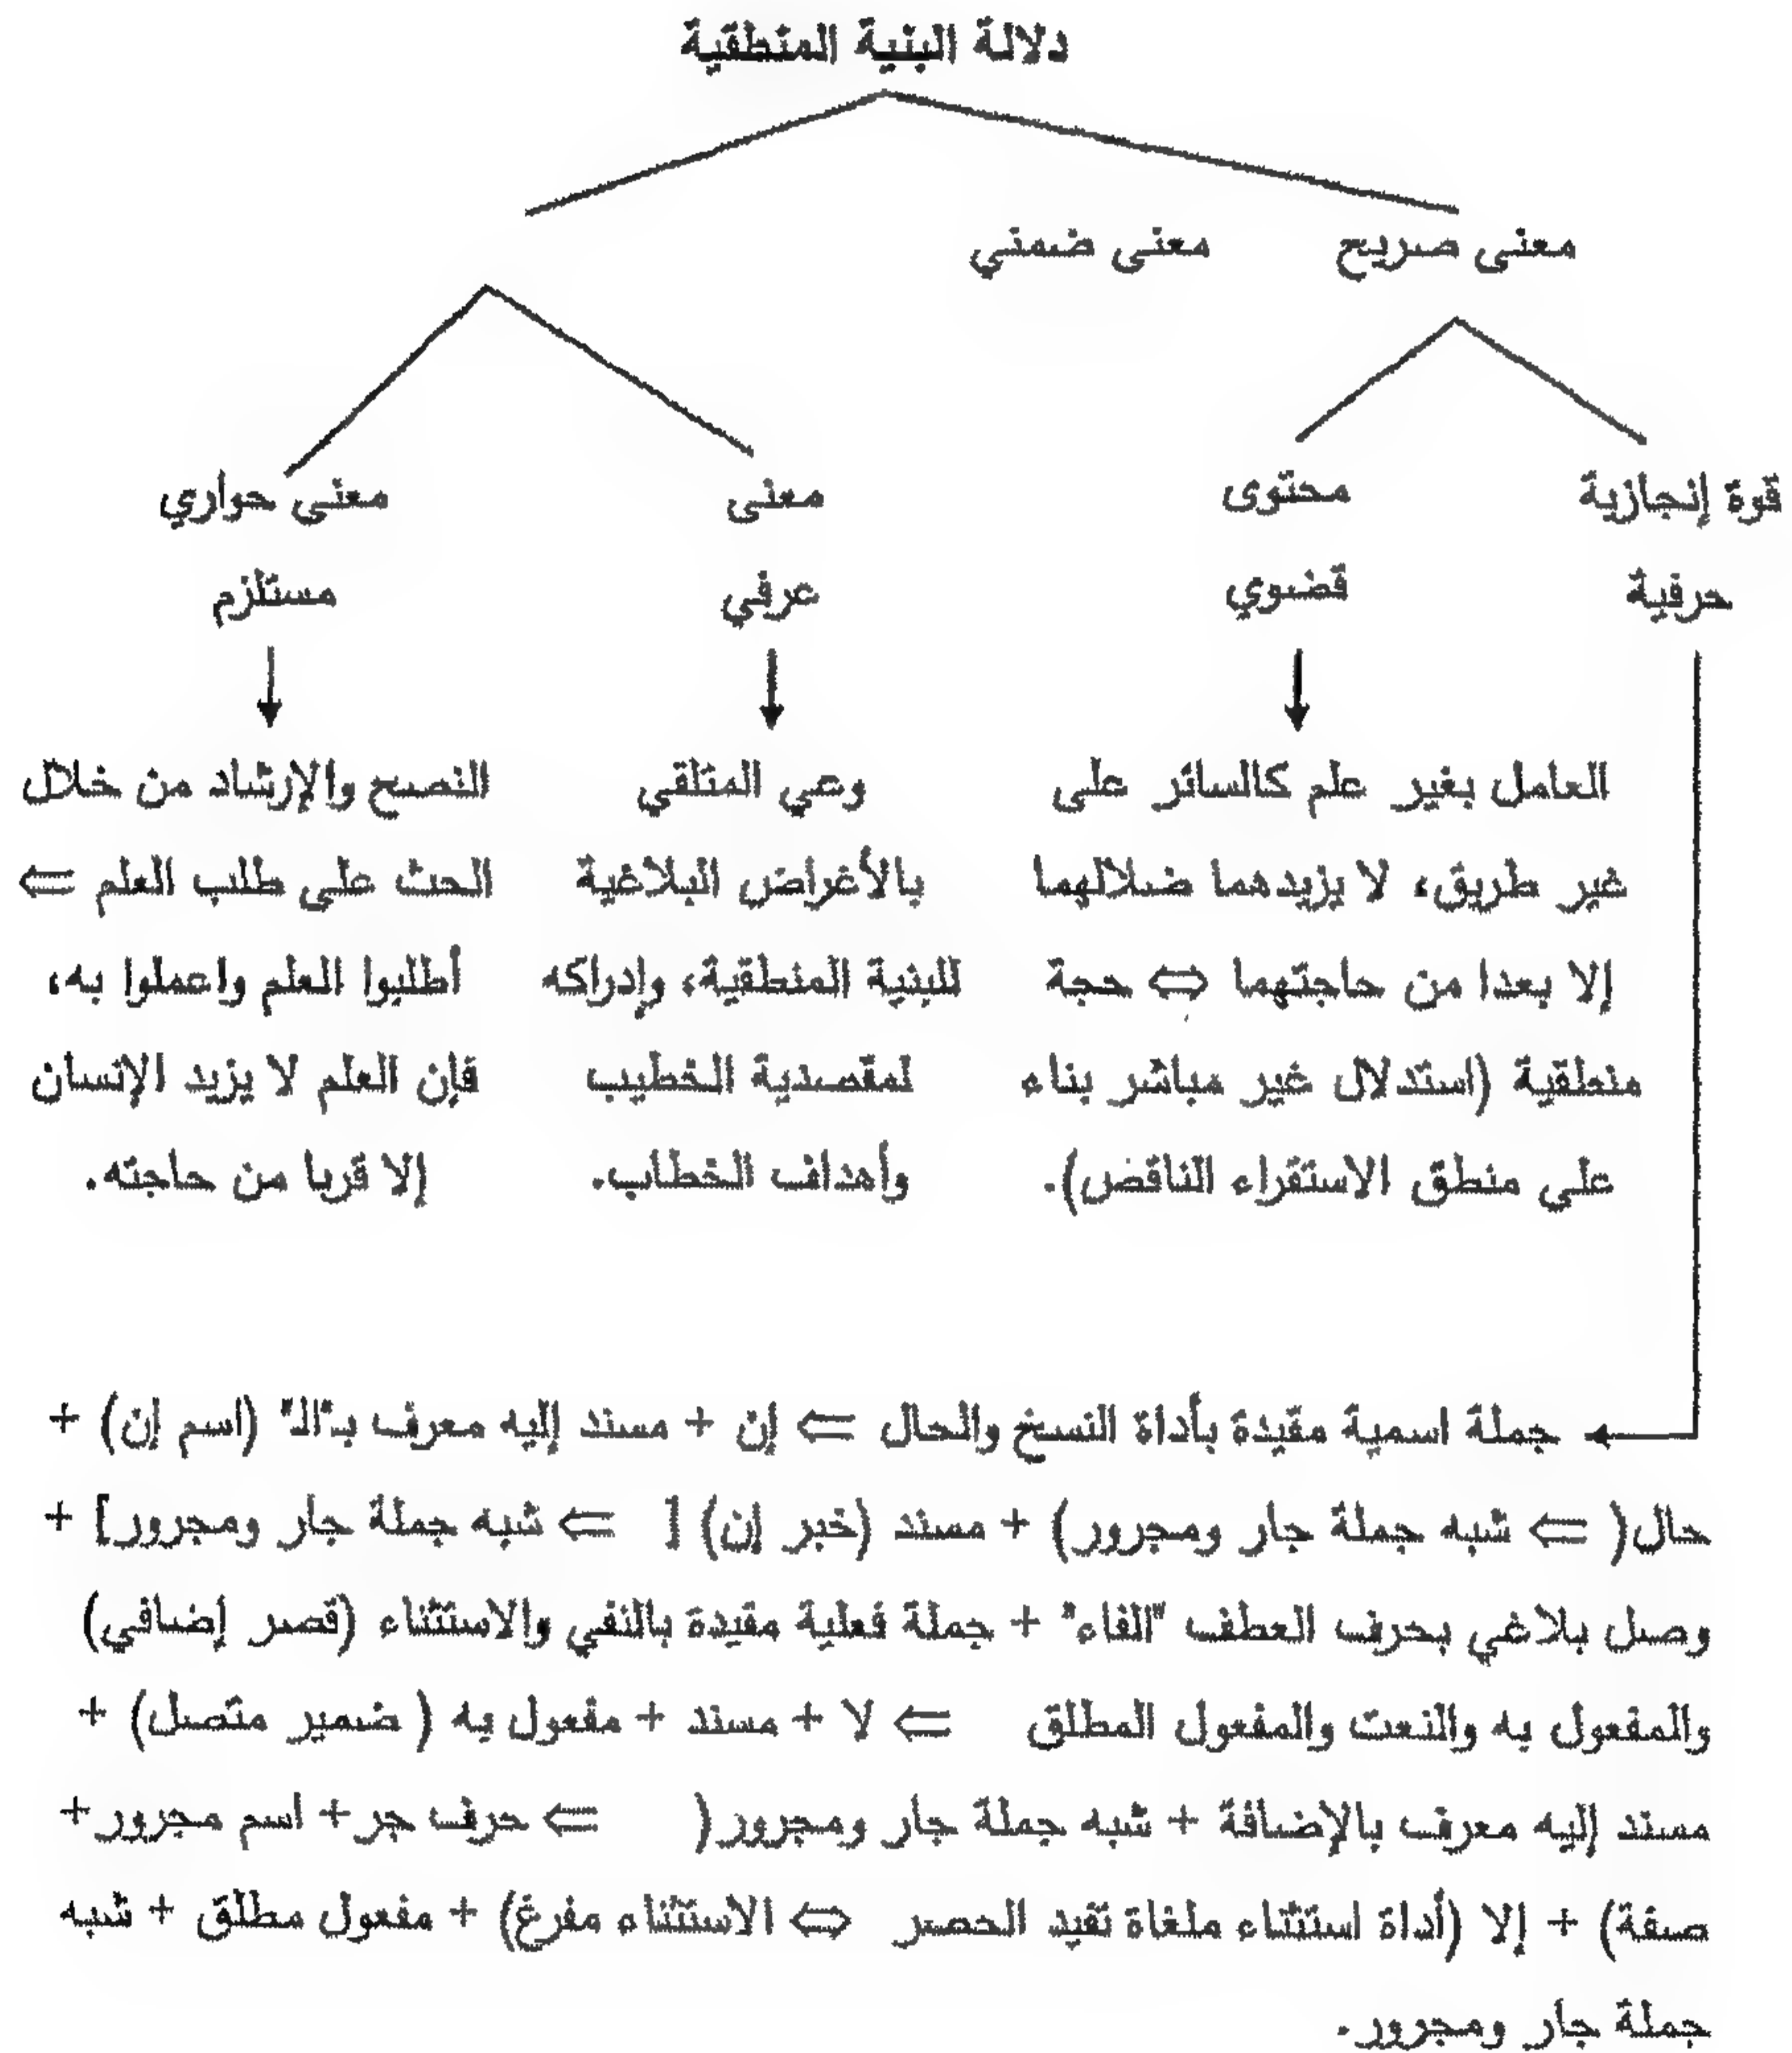 دلالة البنية المنطقية
معنى صريح
معنى ضمني
قوة إنجازية
حرفية
محتوى
قضوي
معنى
عرفي
معنى حواري
مستلزم
العامل بغير علم كالسائر على
غير طريق، لا يزيدهما ضلالهما
إلا بعدا من حاجتهما ⇔ حجة
منطقية (استدلال غير مباشر بناء
على منطق الاستقراء الناقض).
وعي المتلقي
بالأغراض البلاغية
للبنية المنطقية، وإدراكه
لمقصدية الخطيب
وأهداف الخطاب.
النصح والإرشاد من خلال
الحث على طلب العلم ⇐
أطلبوا العلم واعملوا به،
فإن العلم لا يزيد الإنسان
إلا قربا من حاجته.
جملة اسمية مقيدة بأداة النسخ والحال ⇐ إن + مسند إليه معرف بـ"الـ" (اسم إن) +
حال( ⇐ شبه جملة جار ومجرور) + مسند (خبر إن) [ ⇐ شبه جملة جار ومجرور] +
وصل بلاغي بحرف العطف "الفاء" + جملة فعلية مقيدة بالنفي والاستثناء (قصر إضافي)
والمفعول به والنعت والمفعول المطلق ⇐ لا + مسند + مفعول به ( ضمير متصل) +
مسند إليه معرف بالإضافة + شبه جملة جار ومجرور( ⇐ حرف جر+ اسم مجرور+
صفة) + إلا (أداة استثناء ملغاة تفيد الحصر ⇔ الاستثناء مفرغ) + مفعول مطلق + شبه
جملة جار ومجرور.